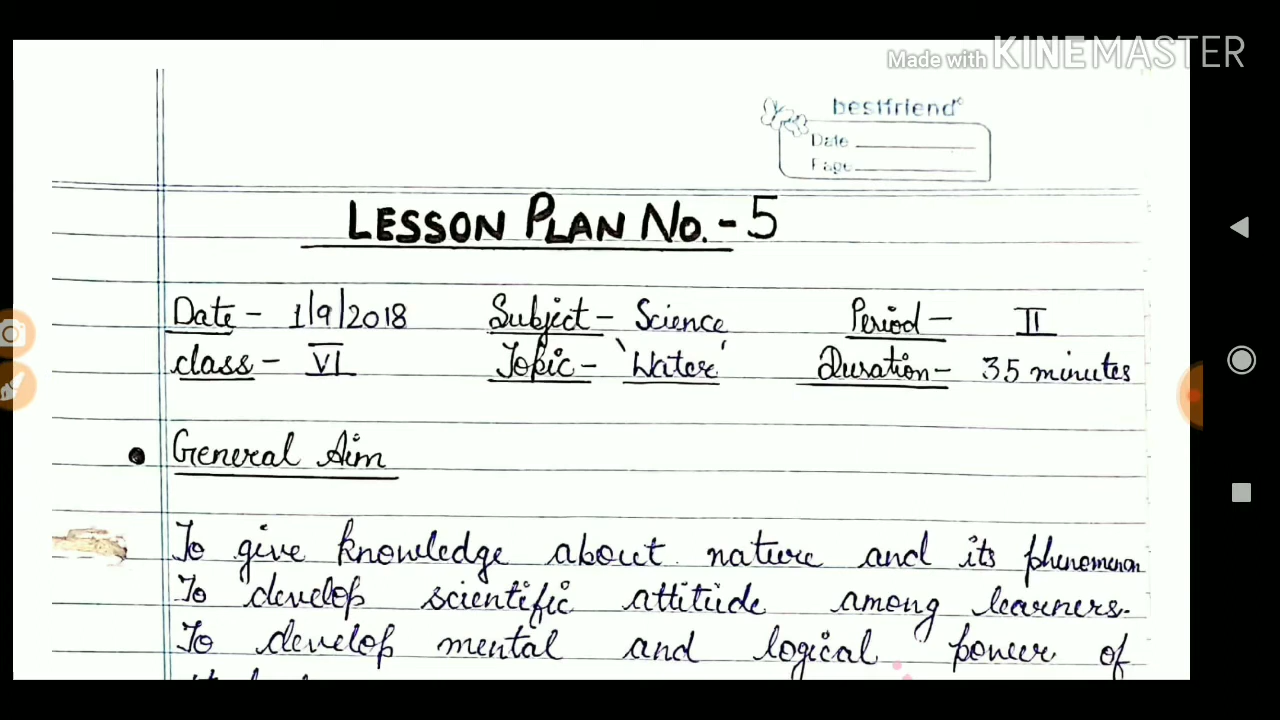 Made with KINEMASTER
bestfriend
Date
Page
LESSON PLAN No. - 5
Date - 1/9/2018 Subject - Science Period - II
class - VI Topic - 'Water' Duration - 35 minutes
General Aim
To give knowledge about nature and its phenomenon
To develop scientific attitude among learners.
To develop mental and logical power of